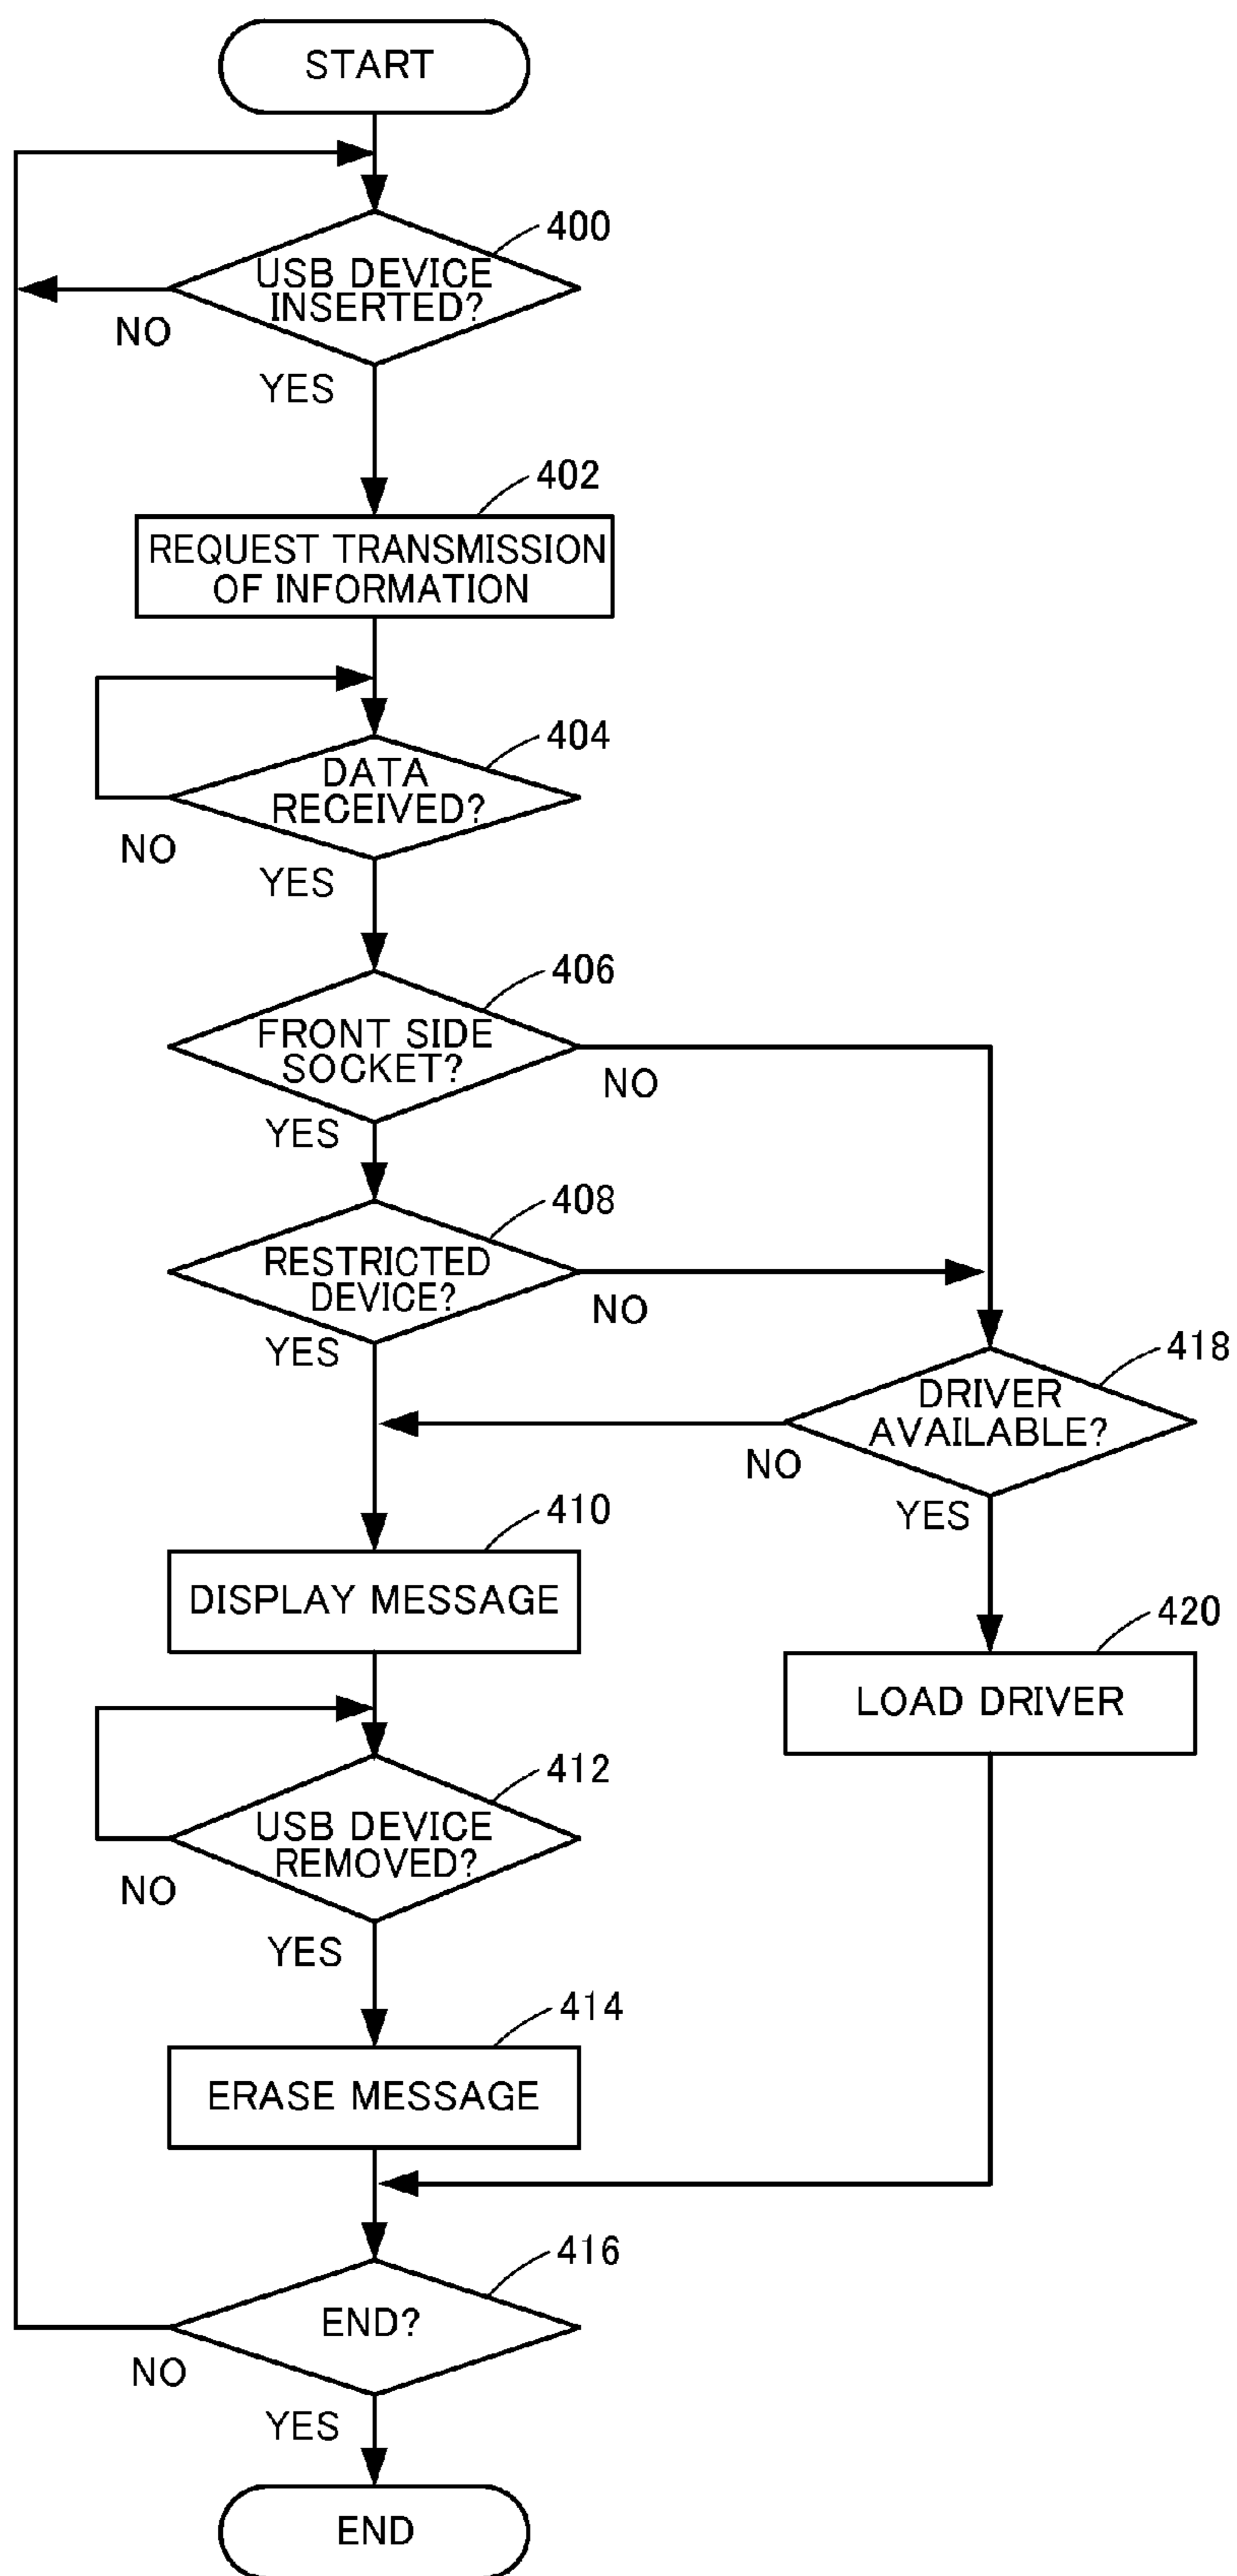 START
400
USB DEVICE
INSERTED?
NO
YES
402
REQUEST TRANSMISSION
OF INFORMATION
404
DATA
RECEIVED?
NO
YES
406
FRONT SIDE
SOCKET?
NO
YES
408
RESTRICTED
DEVICE?
NO
YES
418
DRIVER
AVAILABLE?
NO
YES
410
DISPLAY MESSAGE
420
LOAD DRIVER
412
USB DEVICE
REMOVED?
NO
YES
414
ERASE MESSAGE
416
END?
NO
YES
END